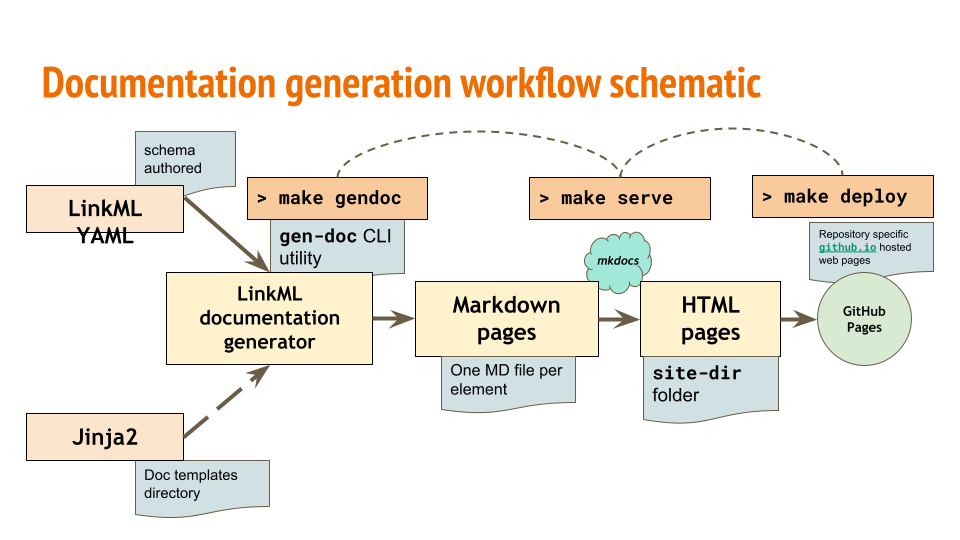 Documentation generation workflow schematic
schema
authored
LinkML
YAML
> make gendoc
> make serve
> make deploy
gen-doc CLI
utility
Repository specific
github.io hosted
web pages
mkdocs
LinkML
documentation
generator
Markdown
pages
HTML
pages
GitHub
Pages
One MD file per
element
site-dir
folder
Jinja2
Doc templates
directory